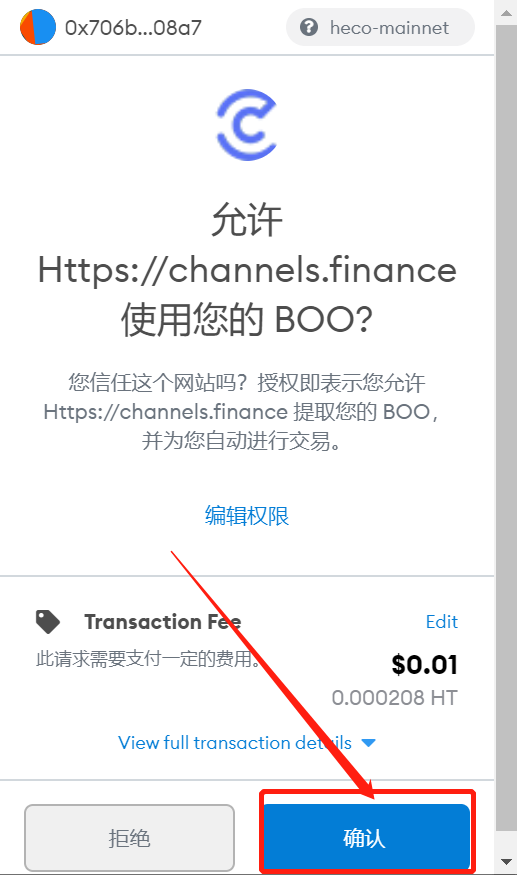 0x706b...08a7
heco-mainnet
允许
Https://channels.finance
使用您的 BOO?
您信任这个网站吗？授权即表示您允许
Https://channels.finance 提取您的 BOO，
并为您自动进行交易。
编辑权限
Transaction Fee
Edit
此请求需要支付一定的费用。
$0.01
0.000208 HT
View full transaction details
拒绝
确认